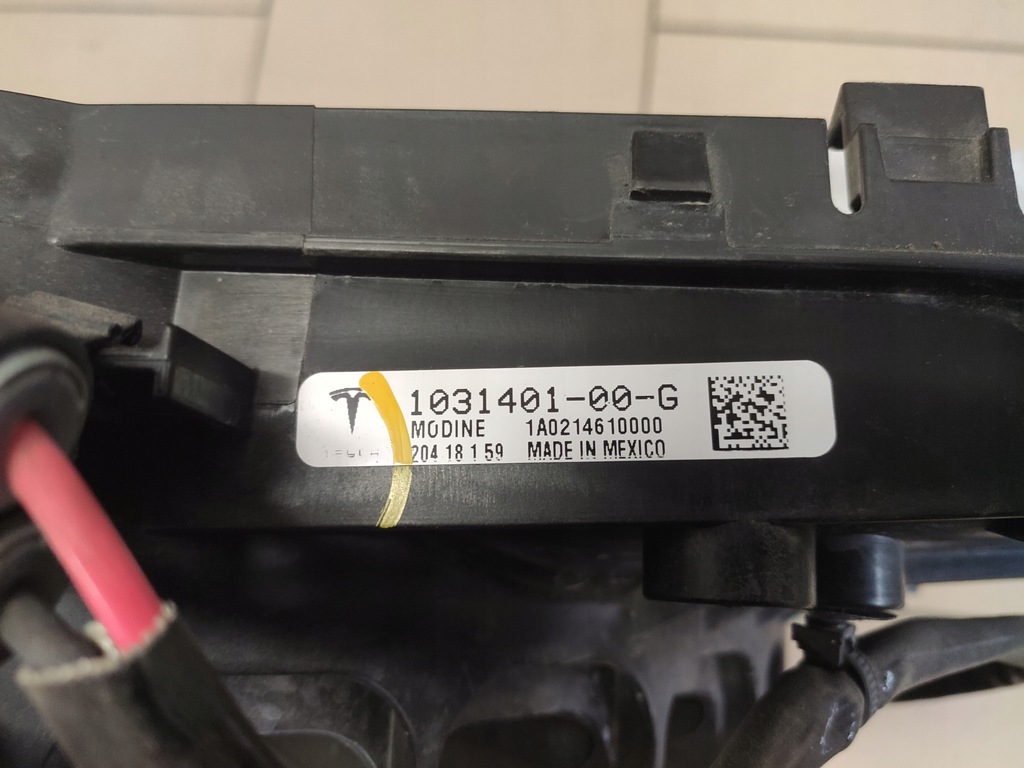 1031401-00-G
MODINE 1A0214610000
204 18 1 59 MADE IN MEXICO